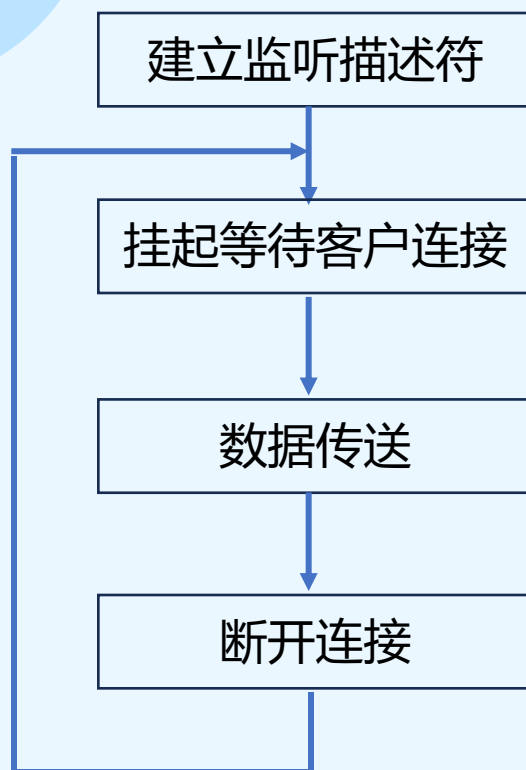 建立监听描述符
挂起等待客户连接
数据传送
断开连接